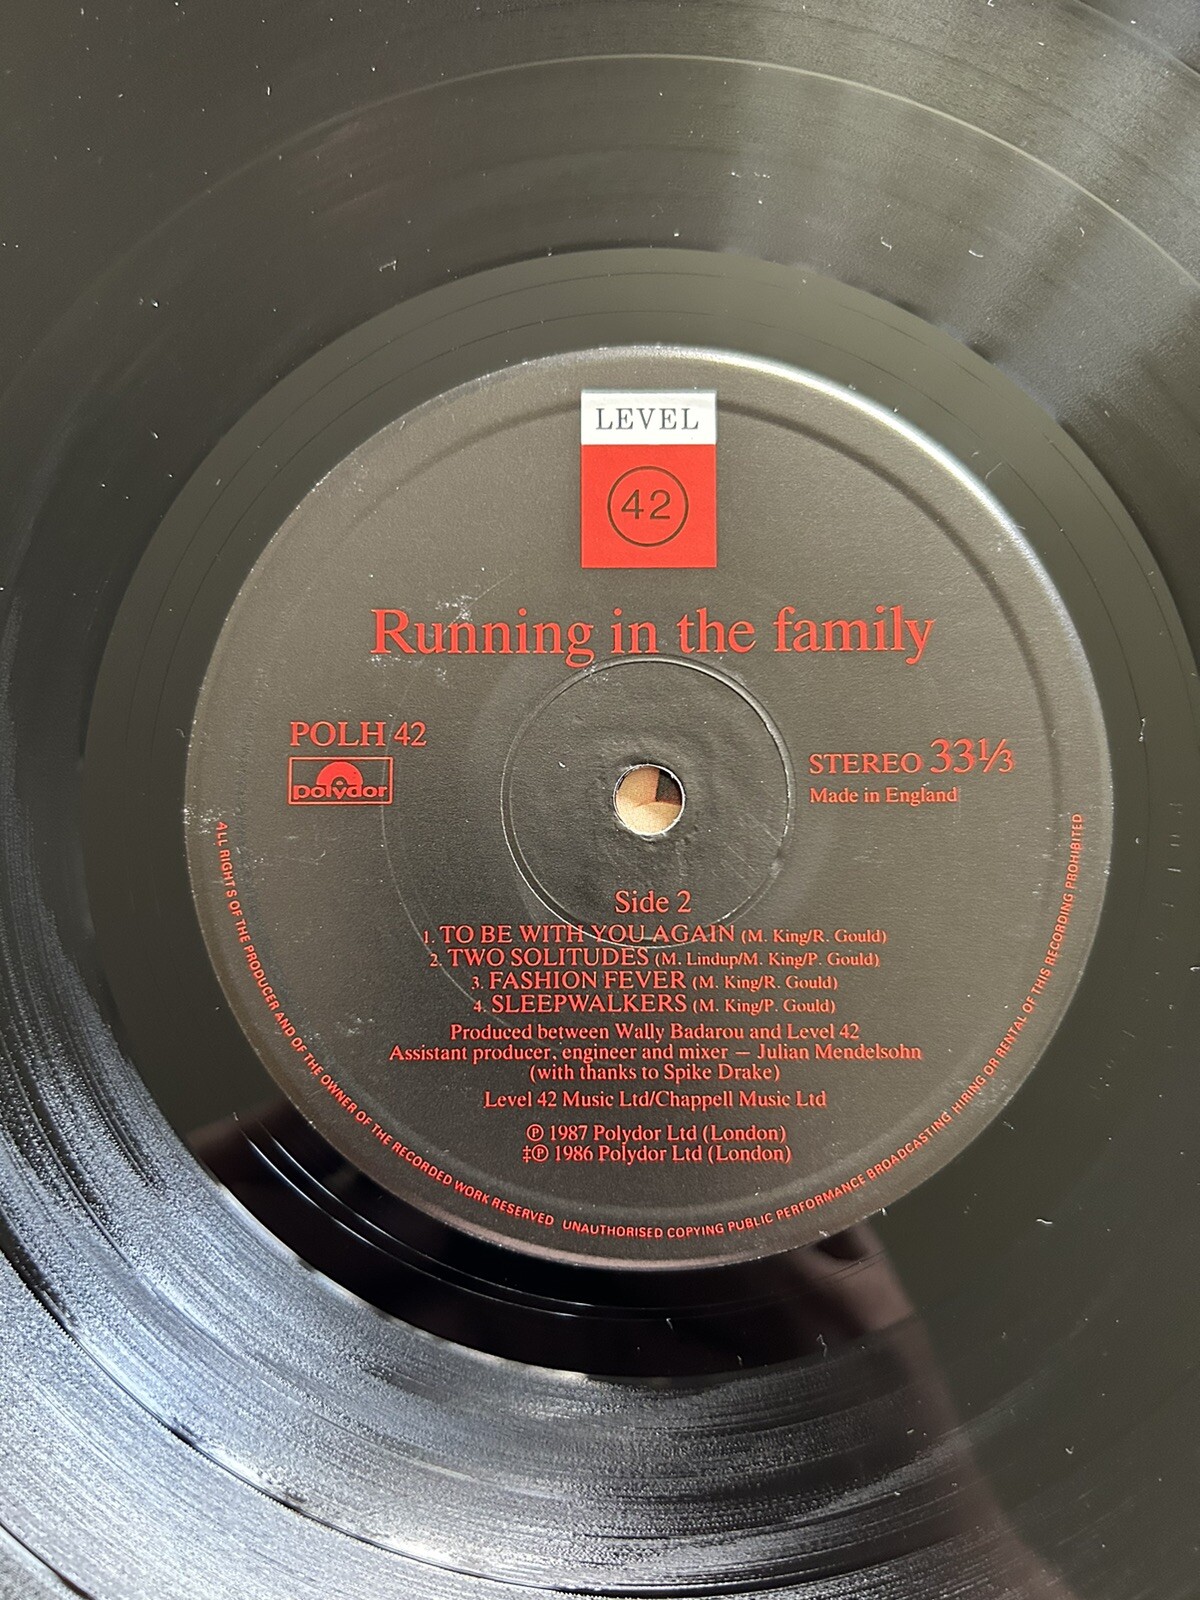 LEVEL
42
Running in the family
POLH 42
polydor
STEREO 33⅓
Made in England
Side 2
1. TO BE WITH YOU AGAIN (M. King/R. Gould)
2. TWO SOLITUDES (M. Lindup/M. King/P. Gould)
3. FASHION FEVER (M. King/R. Gould)
4. SLEEPWALKERS (M. King/P. Gould)
Produced between Wally Badarou and Level 42
Assistant producer, engineer and mixer — Julian Mendelsohn
(with thanks to Spike Drake)
Level 42 Music Ltd/Chappell Music Ltd
℗ 1987 Polydor Ltd (London)
‡℗ 1986 Polydor Ltd (London)
ALL RIGHTS OF THE PRODUCER AND OF THE OWNER OF THE RECORDED WORK RESERVED UNAUTHORISED COPYING PUBLIC PERFORMANCE BROADCASTING HIRING OR RENTAL OF THIS RECORDING PROHIBITED